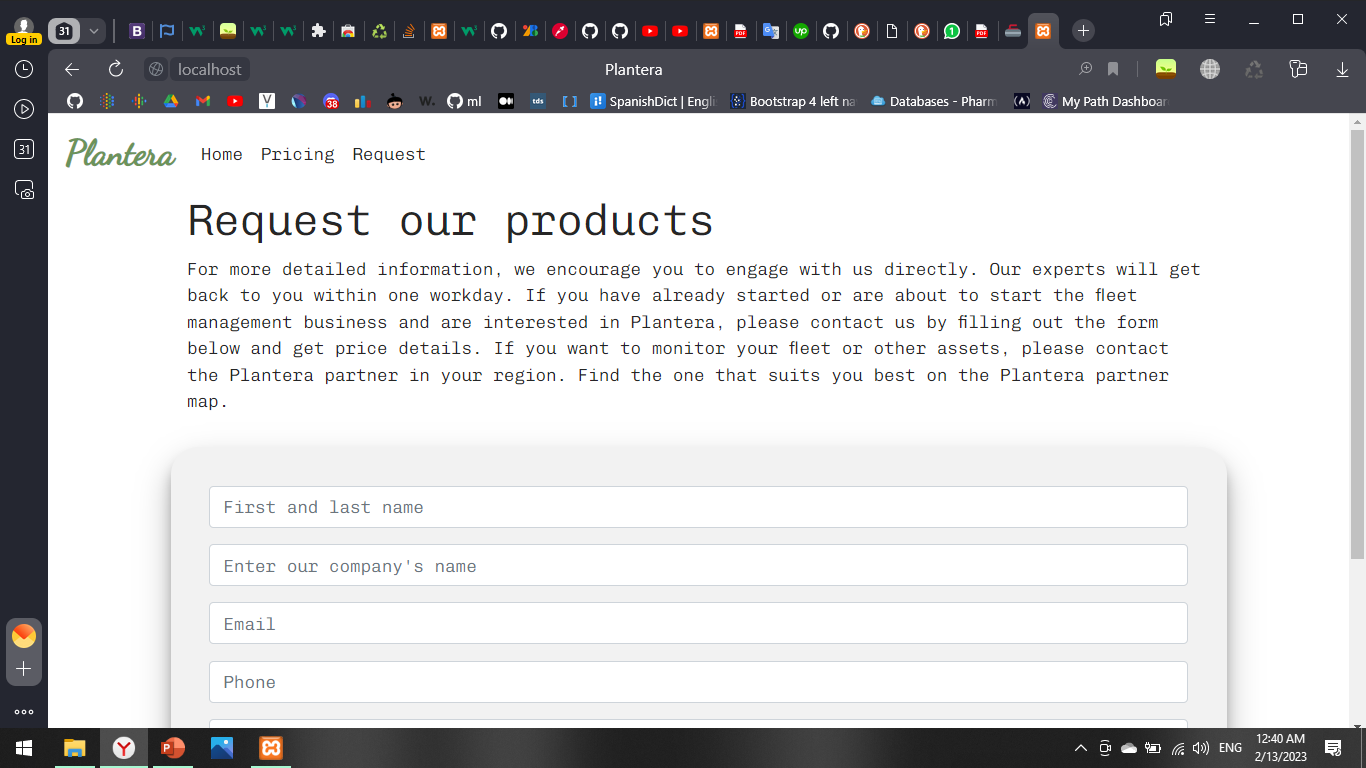 31
Log in
localhost
Plantera
38
ml
tds
SpanishDict | Engli
Bootstrap 4 left na
Databases - Pharm
My Path Dashboar
31
Plantera
Home Pricing Request
Request our products
For more detailed information, we encourage you to engage with us directly. Our experts will get
back to you within one workday. If you have already started or are about to start the fleet
management business and are interested in Plantera, please contact us by filling out the form
below and get price details. If you want to monitor your fleet or other assets, please contact
the Plantera partner in your region. Find the one that suits you best on the Plantera partner
map.
First and last name
Enter our company's name
Email
Phone
ENG
12:40 AM
2/13/2023